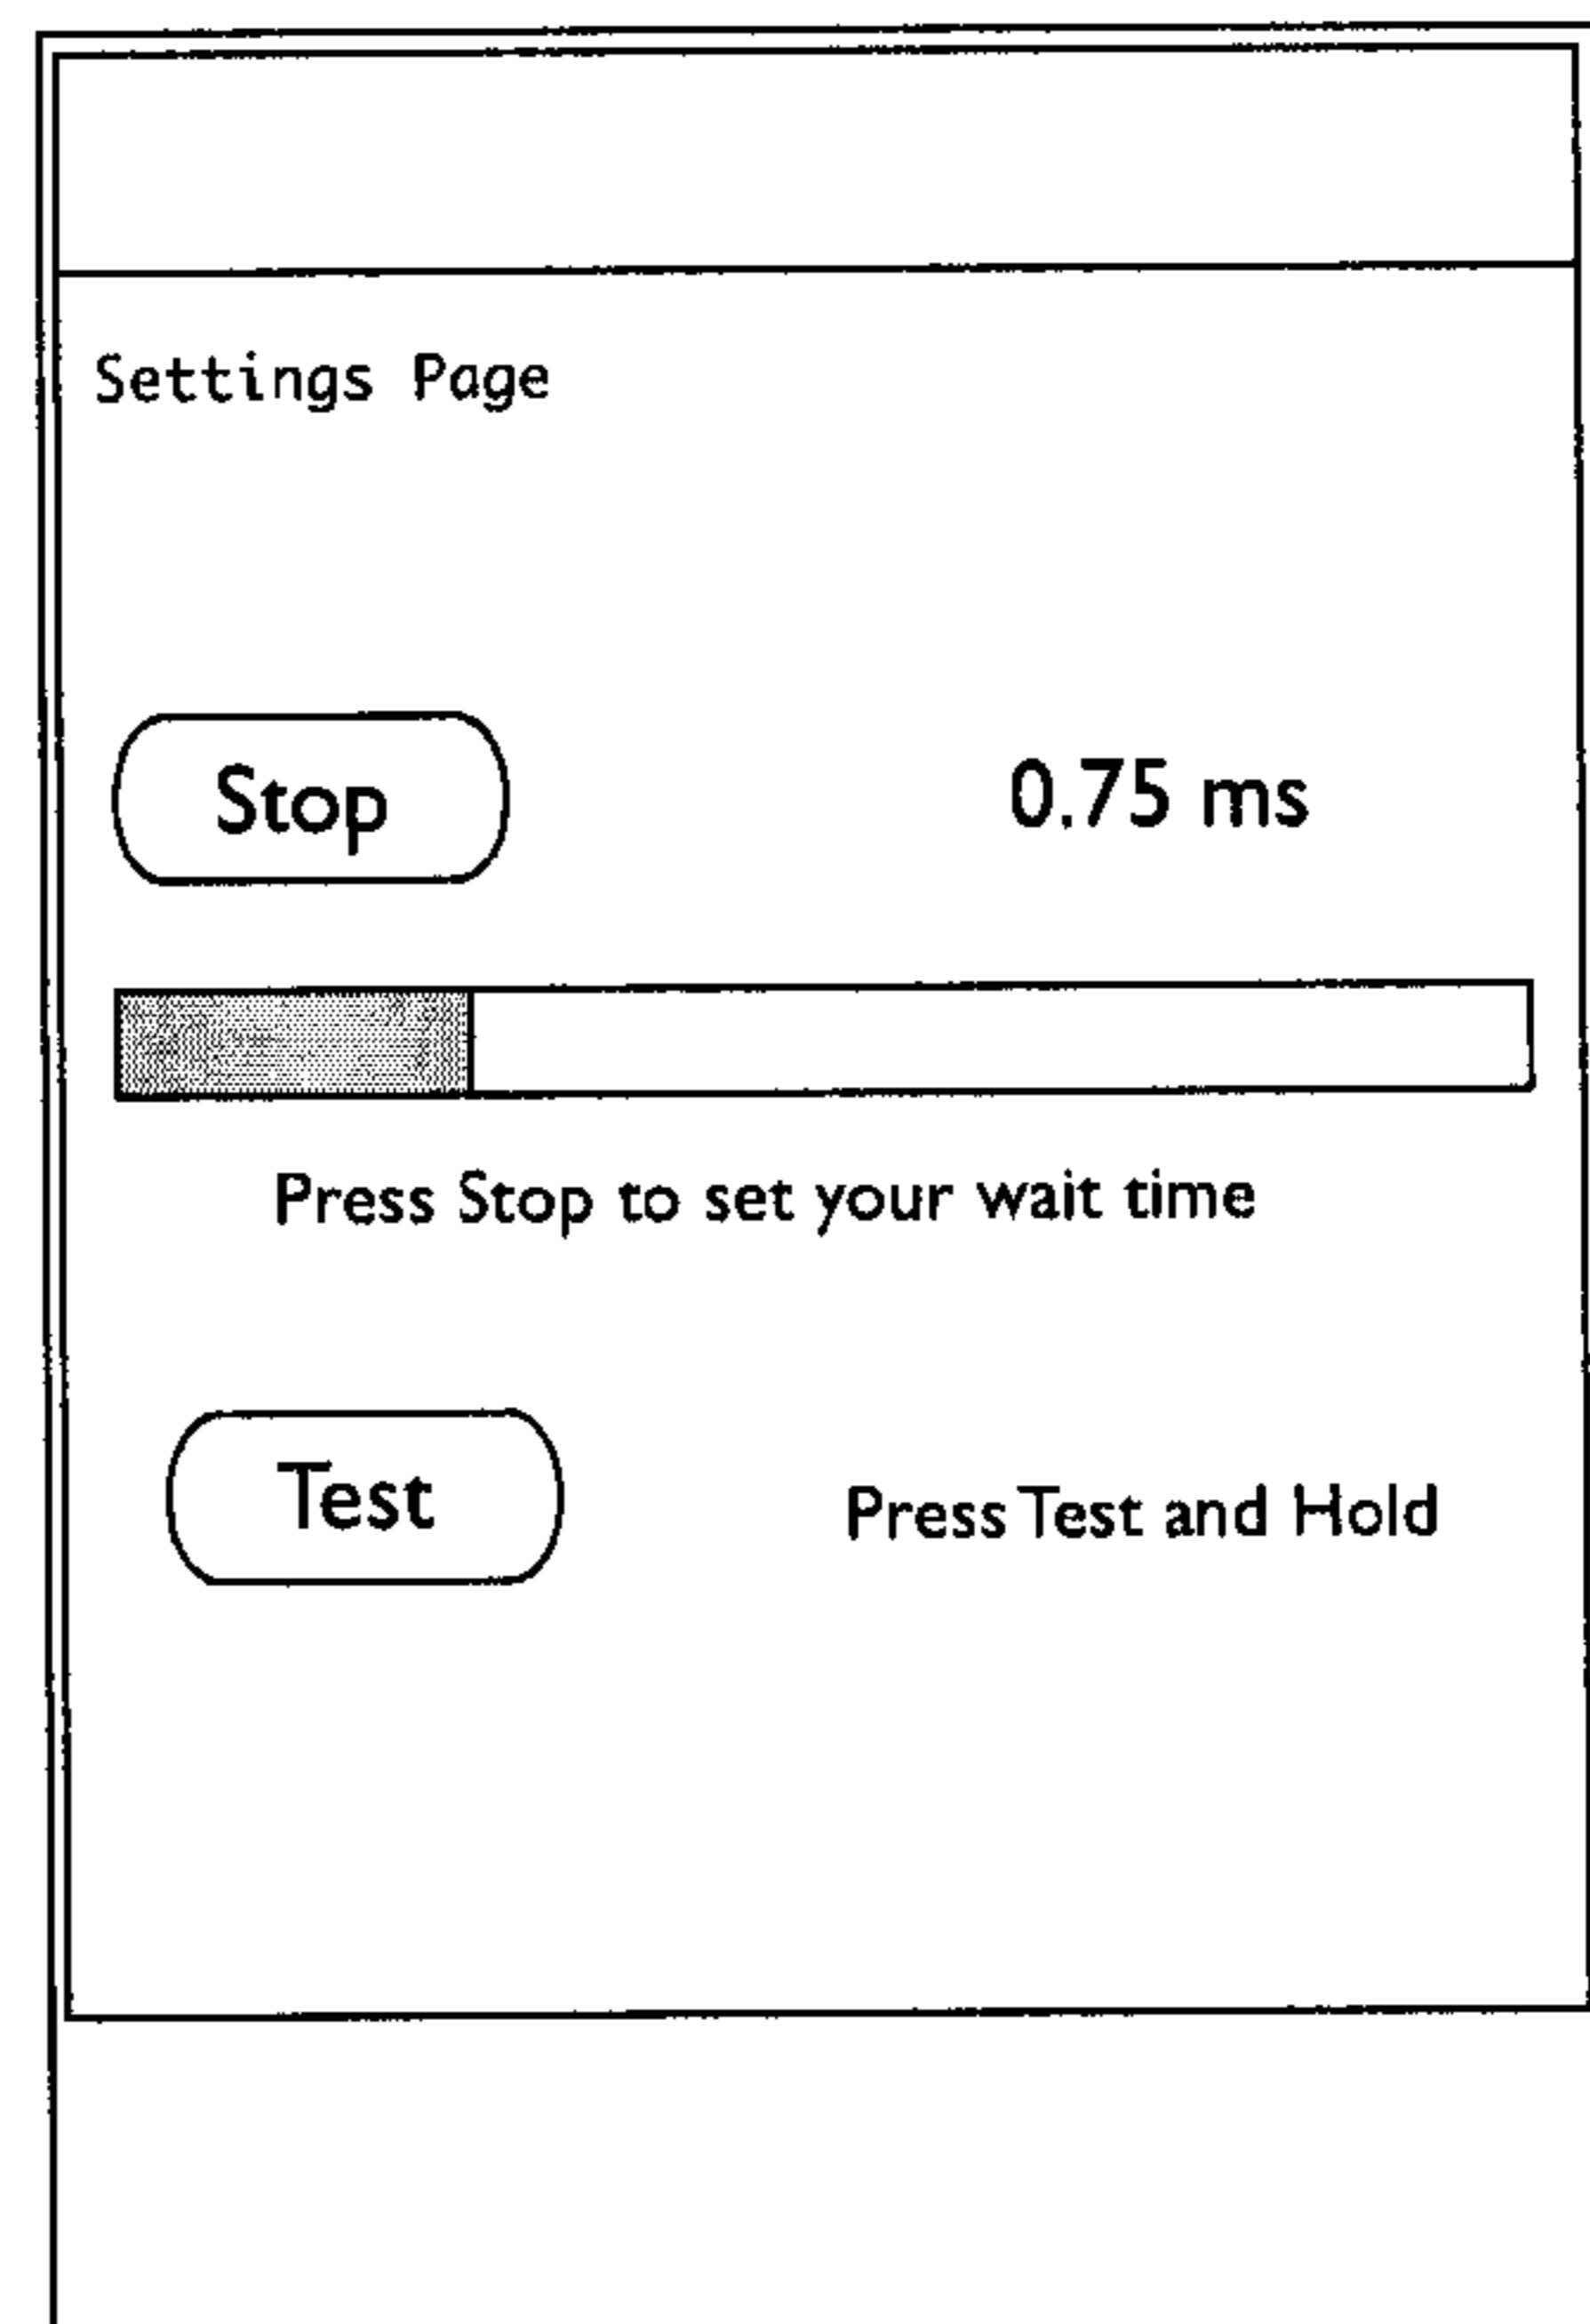 Settings Page
Stop
0.75 ms
Press Stop to set your wait time
Test
Press Test and Hold